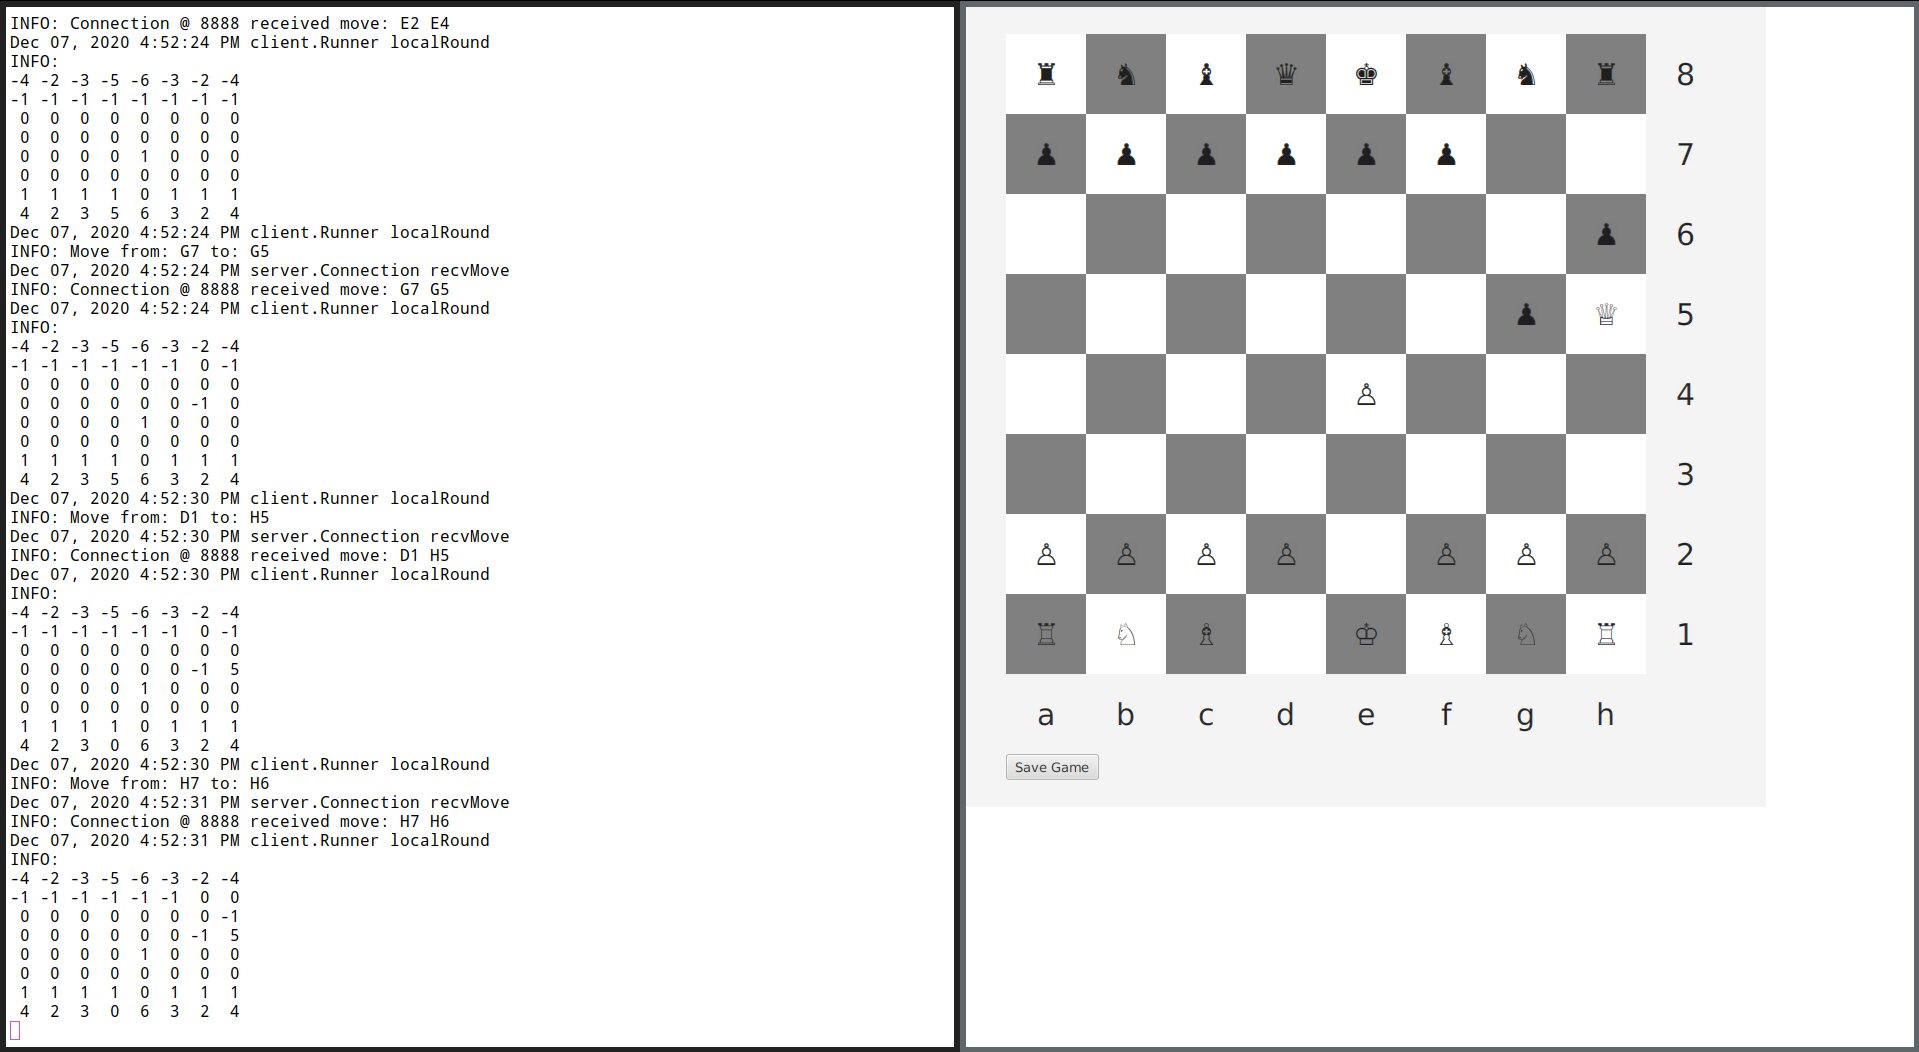 INFO: Connection @ 8888 received move: E2 E4
Dec 07, 2020 4:52:24 PM client.Runner localRound
INFO:
-4 -2 -3 -5 -6 -3 -2 -4
-1 -1 -1 -1 -1 -1 -1 -1
0 0 0 0 0 0 0 0
0 0 0 0 0 0 0 0
0 0 0 0 1 0 0 0
0 0 0 0 0 0 0 0
1 1 1 1 0 1 1 1
4 2 3 5 6 3 2 4
Dec 07, 2020 4:52:24 PM client.Runner localRound
INFO: Move from: G7 to: G5
Dec 07, 2020 4:52:24 PM server.Connection recvMove
INFO: Connection @ 8888 received move: G7 G5
Dec 07, 2020 4:52:24 PM client.Runner localRound
INFO:
-4 -2 -3 -5 -6 -3 -2 -4
-1 -1 -1 -1 -1 -1 0 -1
0 0 0 0 0 0 0 0
0 0 0 0 0 0 -1 0
0 0 0 0 1 0 0 0
0 0 0 0 0 0 0 0
1 1 1 1 0 1 1 1
4 2 3 5 6 3 2 4
Dec 07, 2020 4:52:30 PM client.Runner localRound
INFO: Move from: D1 to: H5
Dec 07, 2020 4:52:30 PM server.Connection recvMove
INFO: Connection @ 8888 received move: D1 H5
Dec 07, 2020 4:52:30 PM client.Runner localRound
INFO:
-4 -2 -3 -5 -6 -3 -2 -4
-1 -1 -1 -1 -1 -1 0 -1
0 0 0 0 0 0 0 0
0 0 0 0 0 0 -1 5
0 0 0 0 1 0 0 0
0 0 0 0 0 0 0 0
1 1 1 1 0 1 1 1
4 2 3 0 6 3 2 4
Dec 07, 2020 4:52:30 PM client.Runner localRound
INFO: Move from: H7 to: H6
Dec 07, 2020 4:52:31 PM server.Connection recvMove
INFO: Connection @ 8888 received move: H7 H6
Dec 07, 2020 4:52:31 PM client.Runner localRound
INFO:
-4 -2 -3 -5 -6 -3 -2 -4
-1 -1 -1 -1 -1 -1 0 0
0 0 0 0 0 0 0 -1
0 0 0 0 0 0 -1 5
0 0 0 0 1 0 0 0
0 0 0 0 0 0 0 0
1 1 1 1 0 1 1 1
4 2 3 0 6 3 2 4
8
7
6
5
4
3
2
1
a b c d e f g h
Save Game